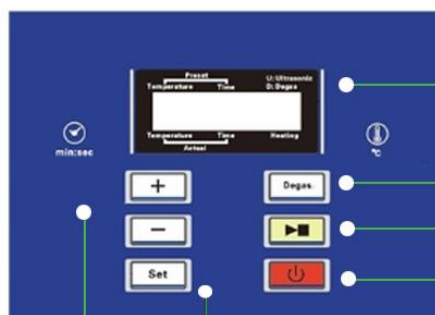 Preset
U: Ultrasonic
Temperature Time D: Degas
Temperature Time Heating
Actual
min:sec
°C
+
Degas
−
Set